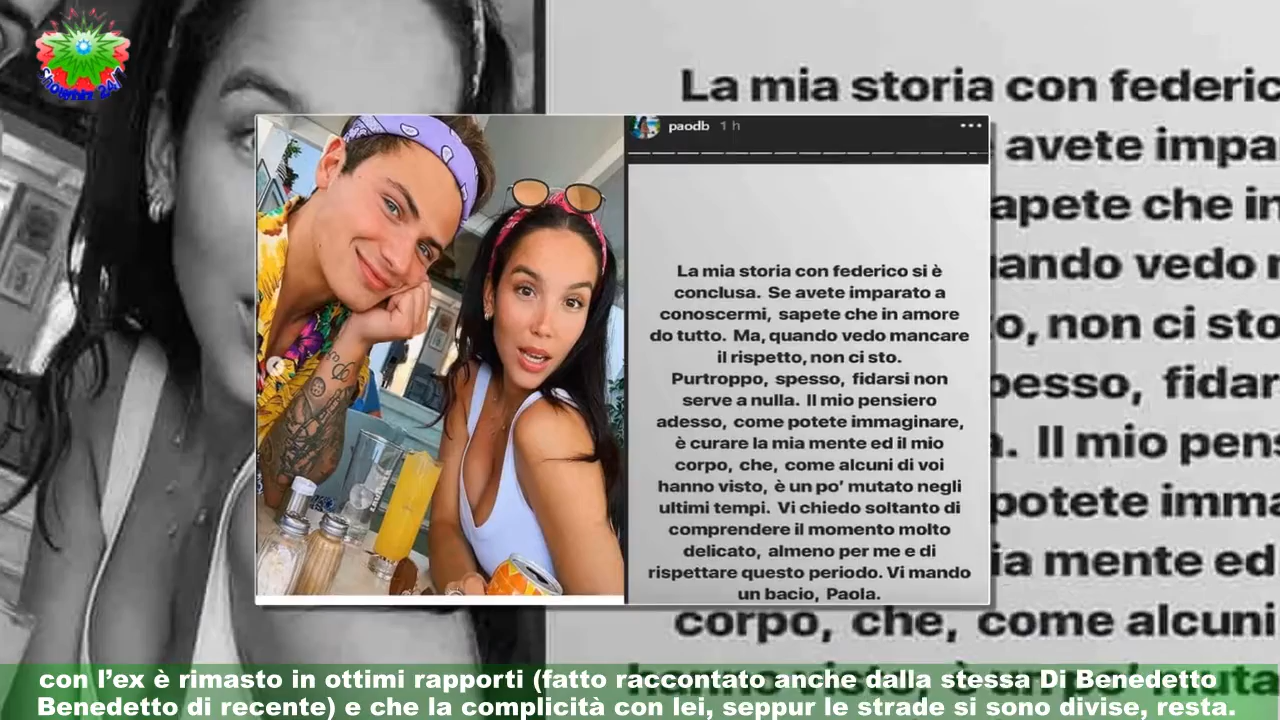 Showbiz 24/7
La mia storia con federic
avete impa
apete che in
ando vedo
o, non ci sto
pesso, fidar
a. Il mio pens
potete imma
ia mente ed
corpo, che, come alcuni
paodb 1 h
La mia storia con federico si è
conclusa. Se avete imparato a
conoscermi, sapete che in amore
do tutto. Ma, quando vedo mancare
il rispetto, non ci sto.
Purtroppo, spesso, fidarsi non
serve a nulla. Il mio pensiero
adesso, come potete immaginare,
è curare la mia mente ed il mio
corpo, che, come alcuni di voi
hanno visto, è un po' mutato negli
ultimi tempi. Vi chiedo soltanto di
comprendere il momento molto
delicato, almeno per me e di
rispettare questo periodo. Vi mando
un bacio, Paola.
con l'ex è rimasto in ottimi rapporti (fatto raccontato anche dalla stessa Di Benedetto
Benedetto di recente) e che la complicità con lei, seppur le strade si sono divise, resta.